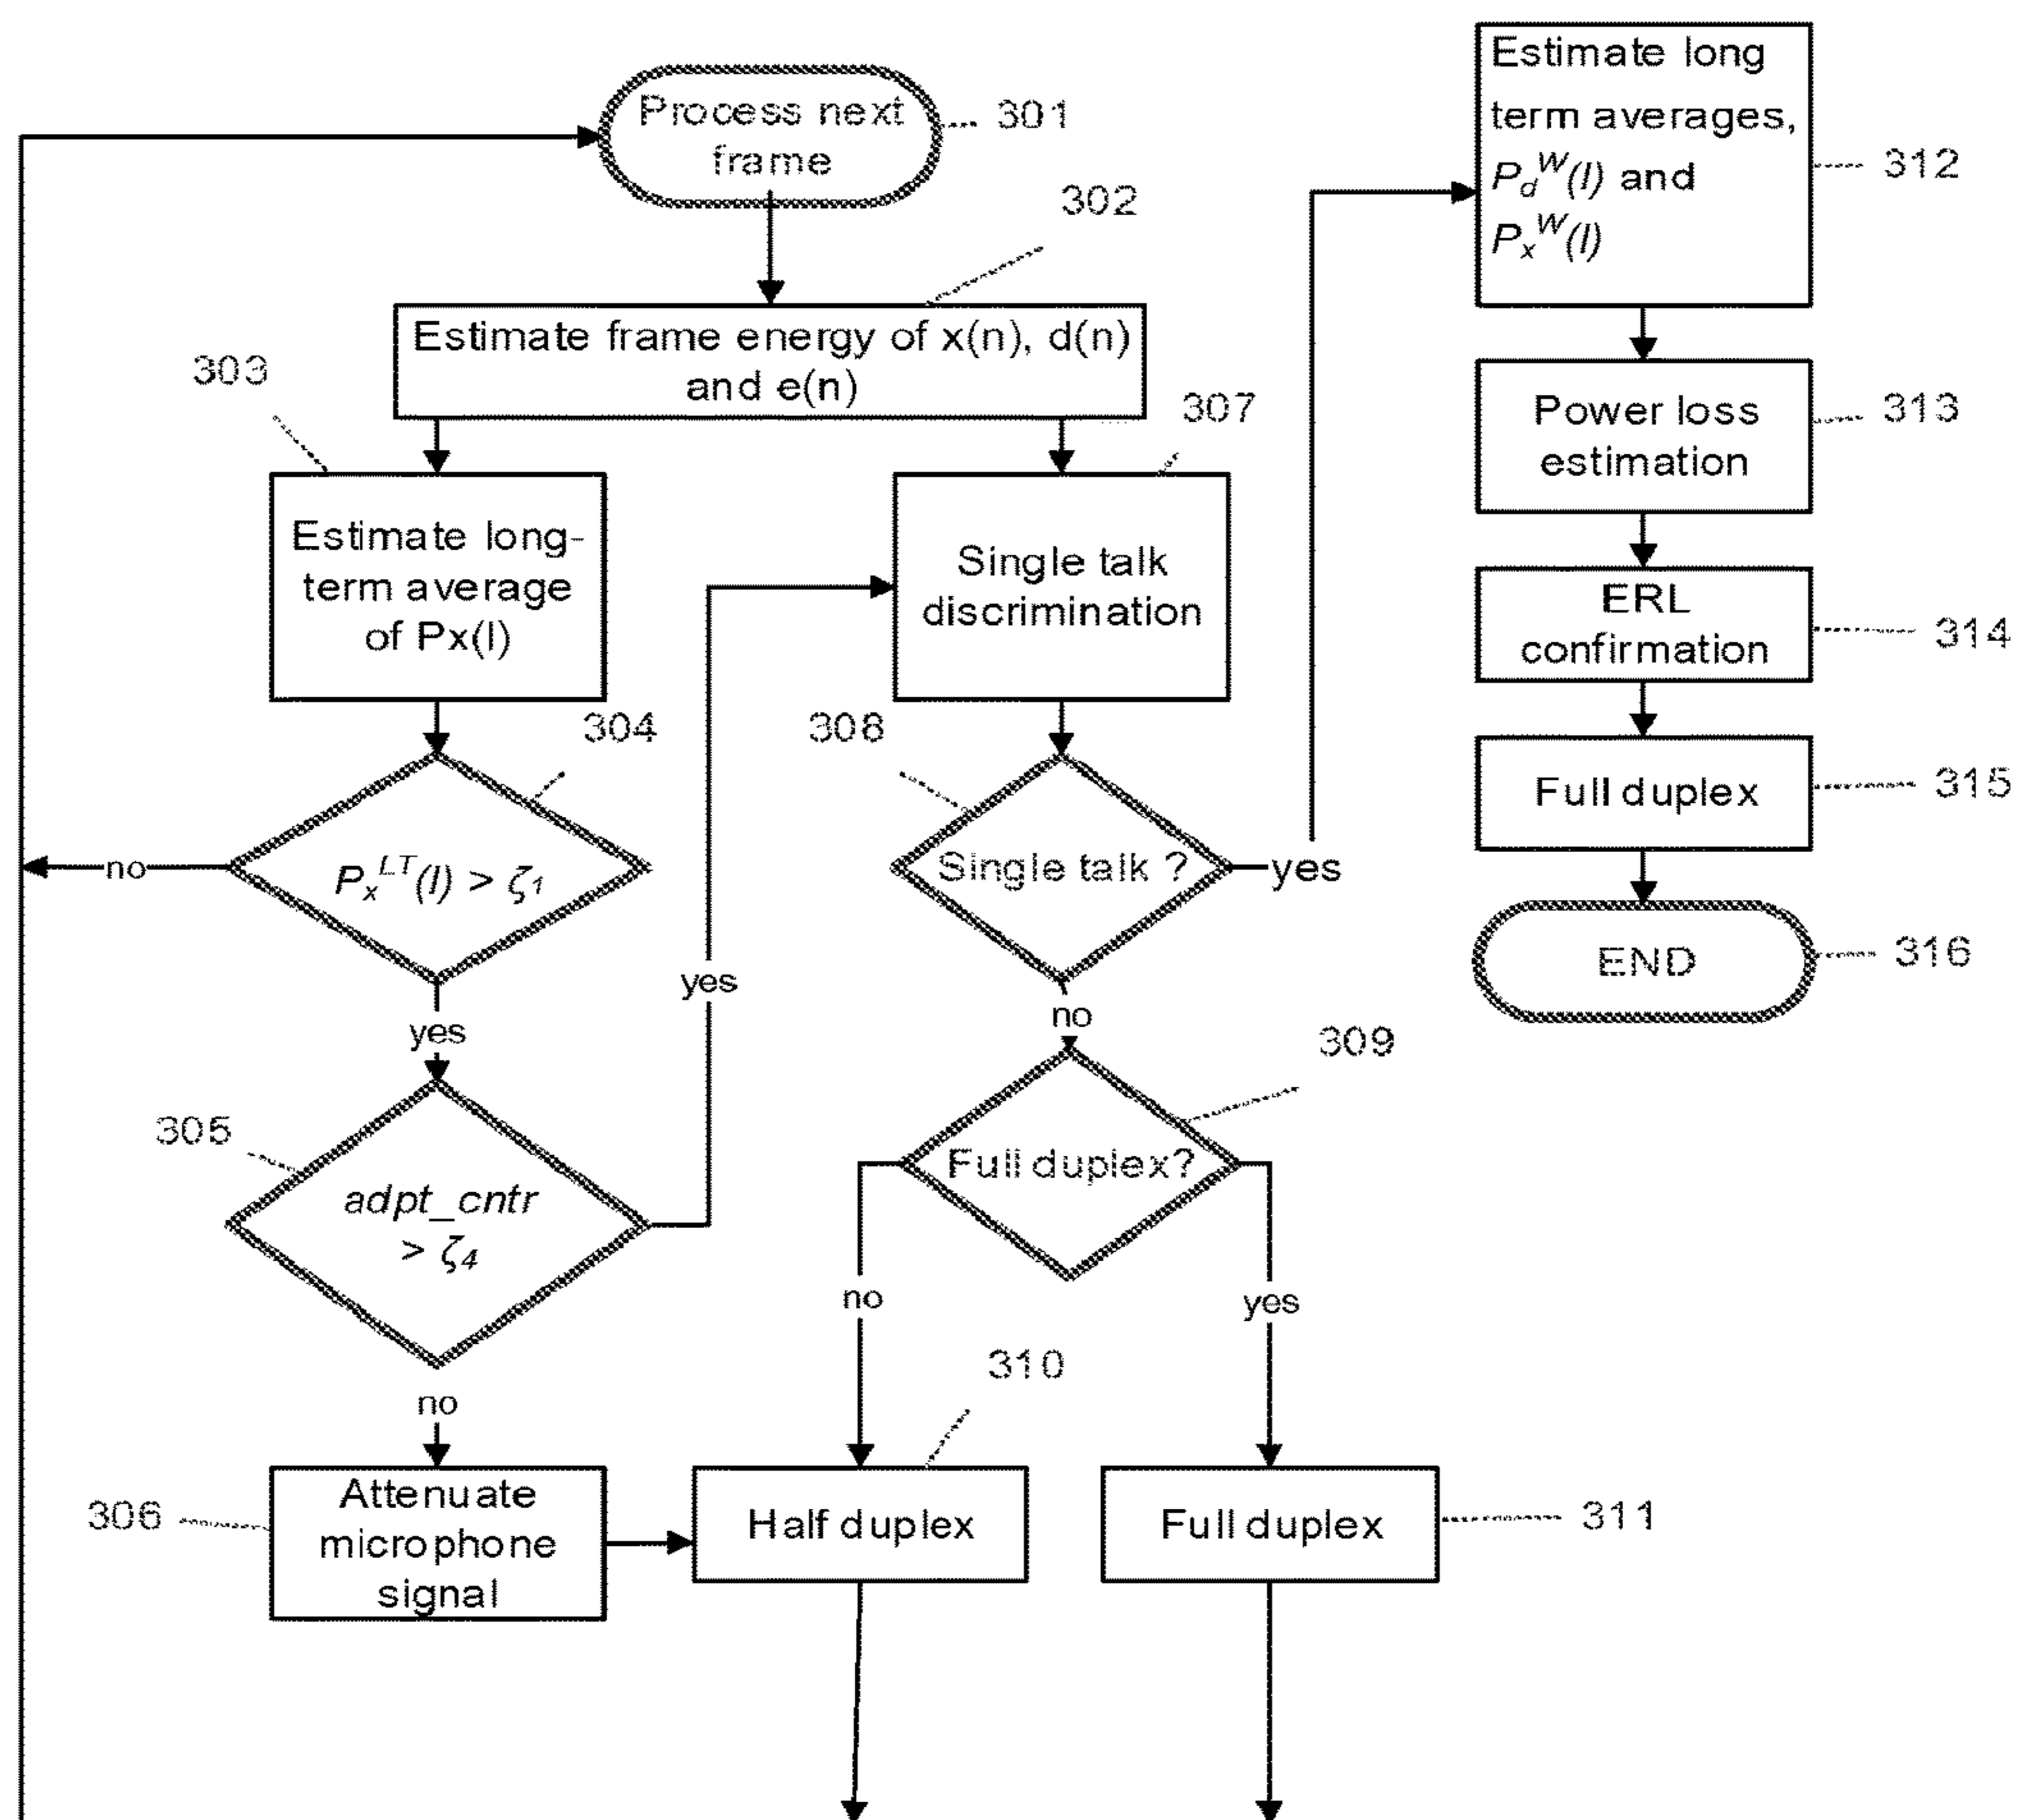 Process next
frame
301
302
Estimate frame energy of x(n), d(n)
and e(n)
303
307
Estimate long-
term average
of Px(l)
Single talk
discrimination
304
308
P_x^LT(l) > ζ1
no
yes
Single talk ?
yes
no
305
adpt_cntr
> ζ4
yes
no
309
Full duplex?
no
yes
306
Attenuate
microphone
signal
310
Half duplex
Full duplex
311
Estimate long
term averages,
P_d^W(l) and
P_x^W(l)
312
Power loss
estimation
313
ERL
confirmation
314
Full duplex
315
END
316